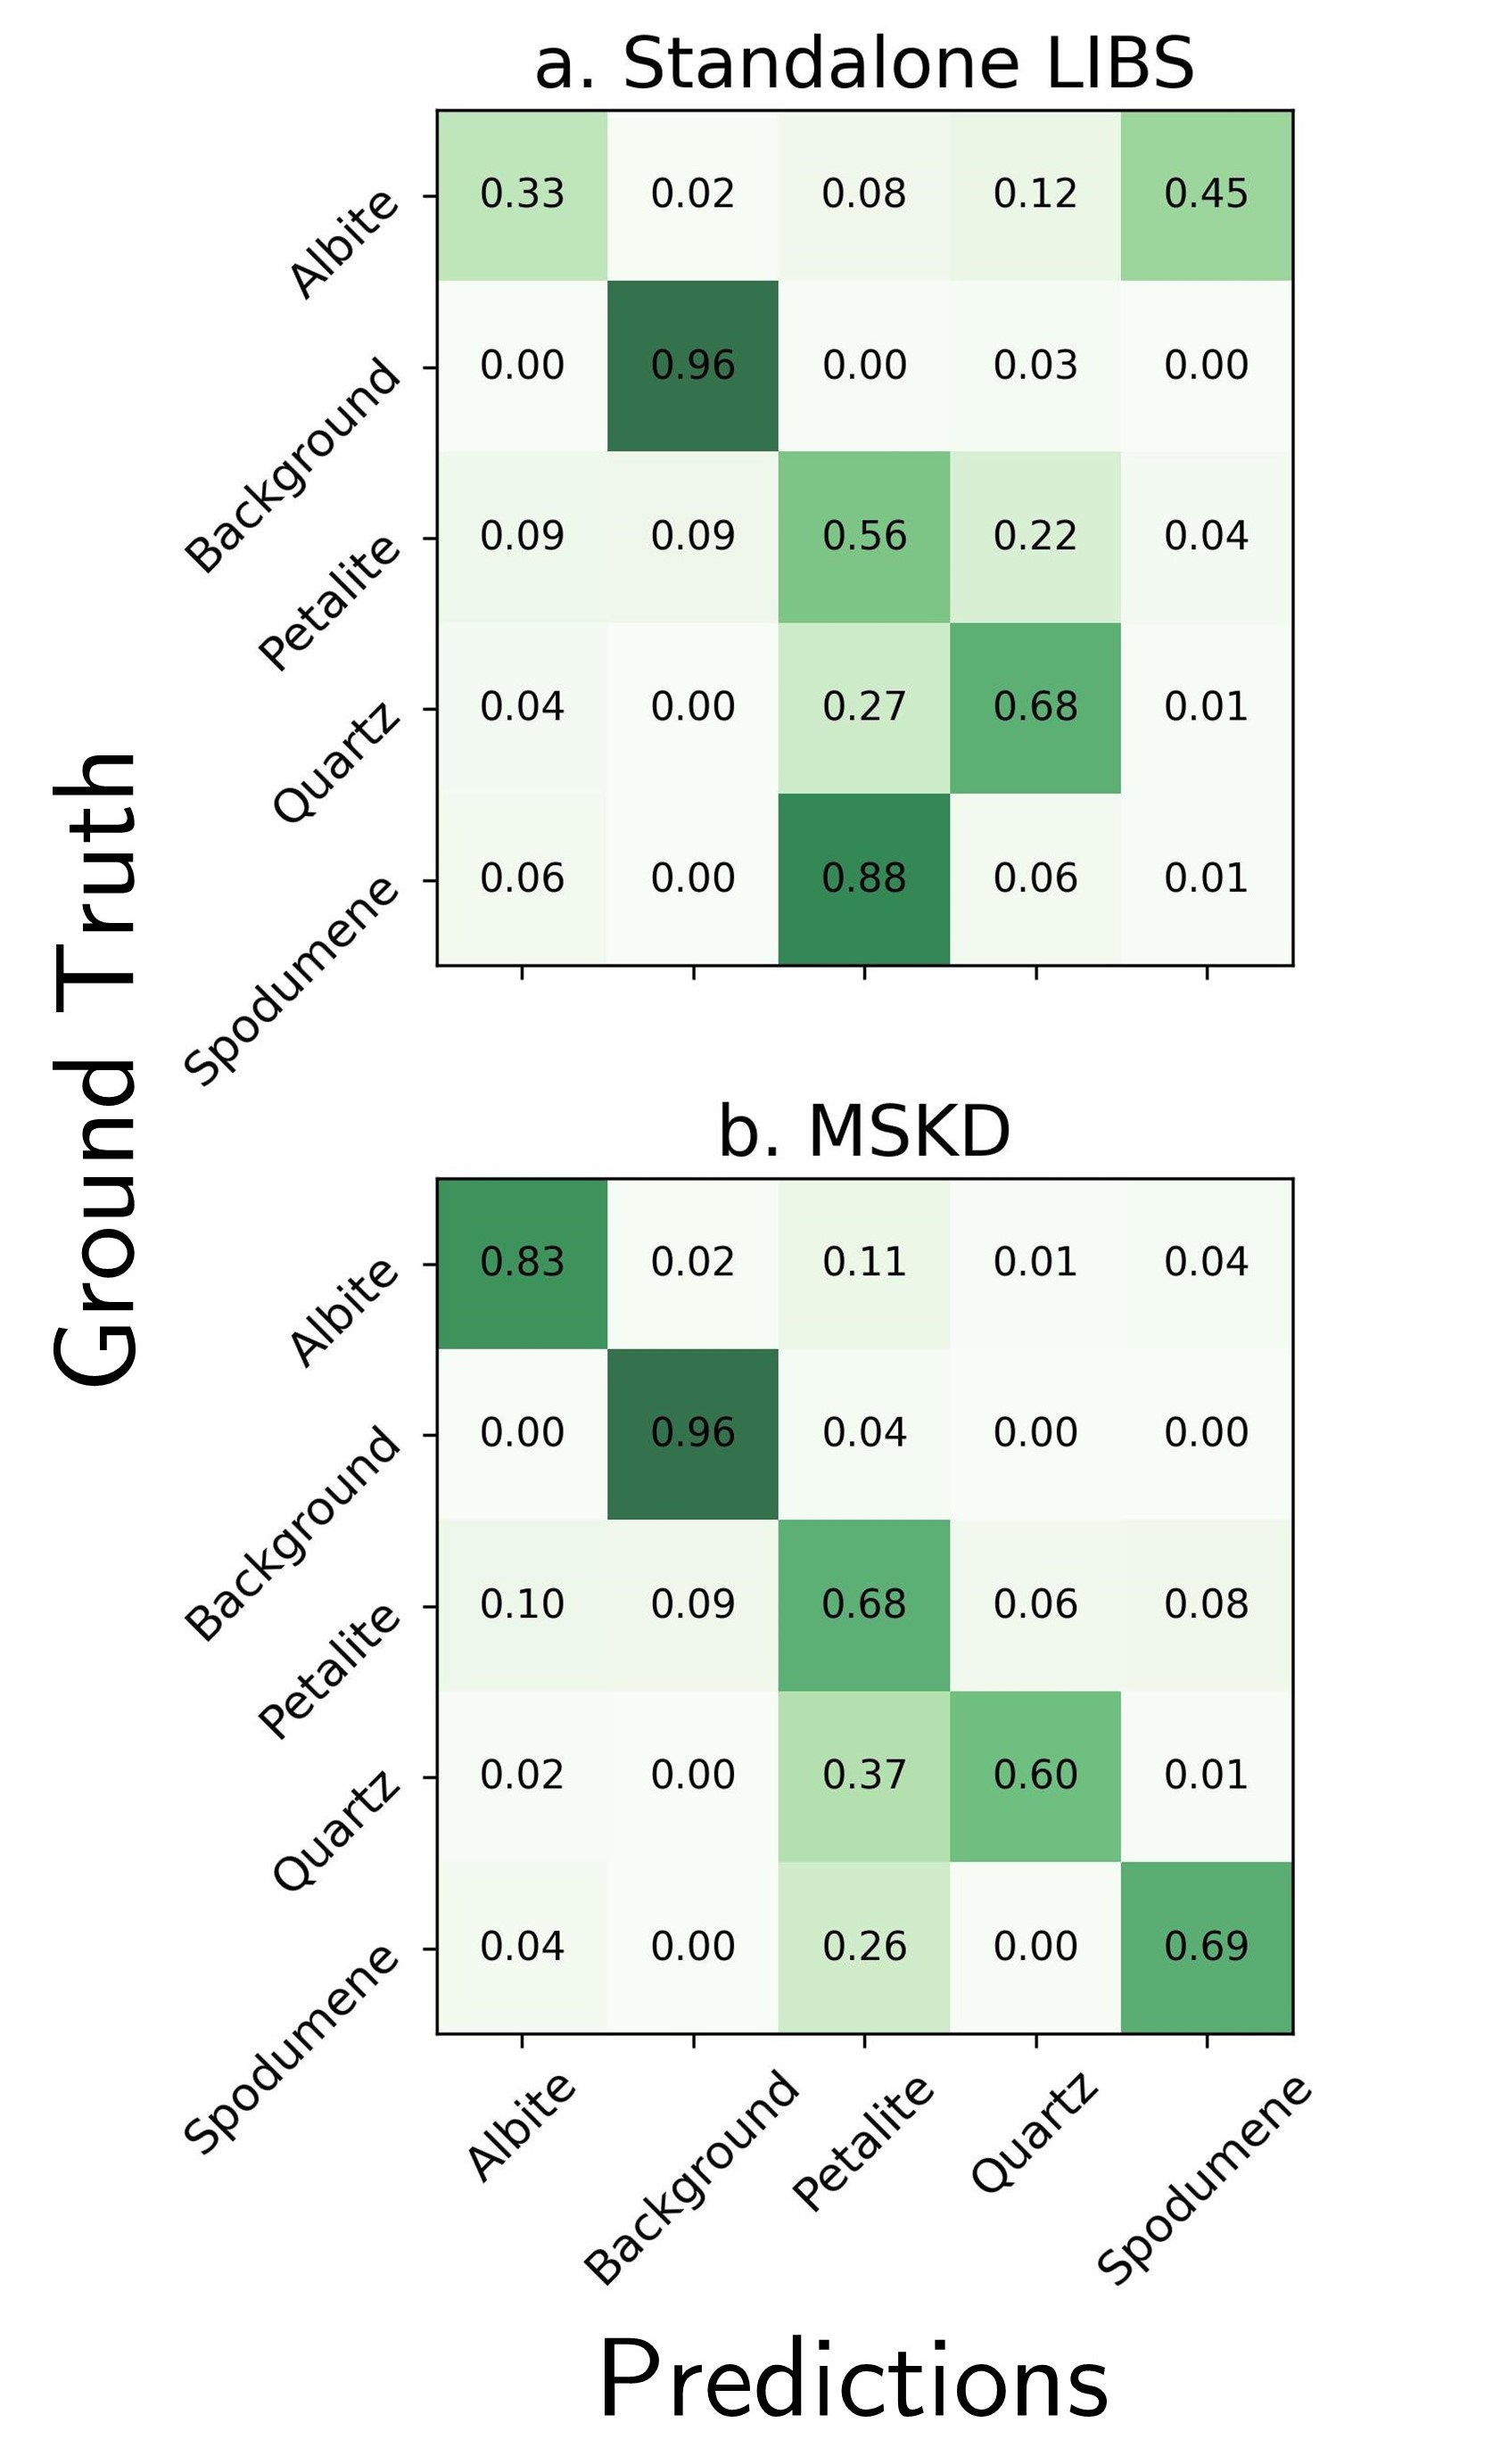 a. Standalone LIBS
Albite 0.33 0.02 0.08 0.12 0.45
Background 0.00 0.96 0.00 0.03 0.00
Petalite 0.09 0.09 0.56 0.22 0.04
Quartz 0.04 0.00 0.27 0.68 0.01
Spodumene 0.06 0.00 0.88 0.06 0.01
Ground Truth
b. MSKD
Albite 0.83 0.02 0.11 0.01 0.04
Background 0.00 0.96 0.04 0.00 0.00
Petalite 0.10 0.09 0.68 0.06 0.08
Quartz 0.02 0.00 0.37 0.60 0.01
Spodumene 0.04 0.00 0.26 0.00 0.69
Albite Background Petalite Quartz Spodumene
Predictions